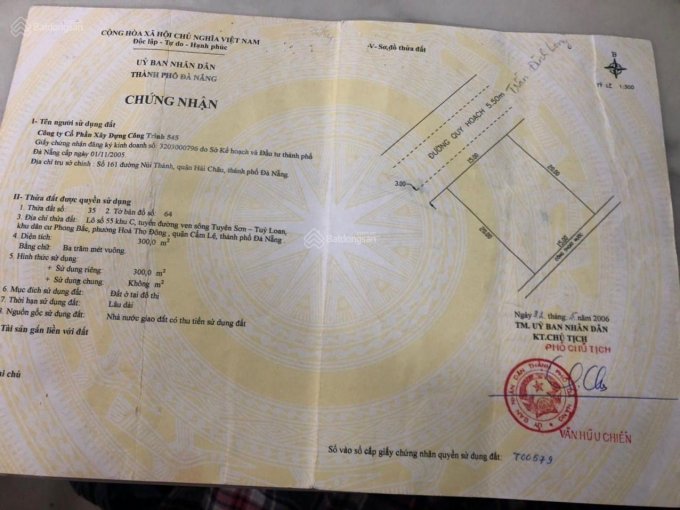 CỘNG HÒA XÃ HỘI CHỦ NGHĨA VIỆT NAM
Độc lập - Tự do - Hạnh phúc
UỶ BAN NHÂN DÂN
THÀNH PHỐ ĐÀ NẴNG
CHỨNG NHẬN
I- Tên người sử dụng đất
Công ty Cổ Phần Xây Dựng Công Trình 545
Giấy chứng nhận đăng ký kinh doanh số: 3203000796 do Sở Kế hoạch và Đầu tư thành phố
Đà Nẵng cấp ngày 01/11/2005
Địa chỉ trụ sở chính : Số 161 đường Núi Thành, quận Hải Châu, thành phố Đà Nẵng.
II- Thửa đất được quyền sử dụng
1. Thửa đất số: 35 2. Tờ bản đồ số: 64
3. Địa chỉ thửa đất: Lô số 55 khu C, tuyến đường ven sông Tuyên Sơn – Tuý Loan,
khu dân cư Phong Bắc, phường Hoà Thọ Đông, quận Cẩm Lệ, thành phố Đà Nẵng
4. Diện tích: 300,0 m²
Bằng chữ: Ba trăm mét vuông.
5. Hình thức sử dụng:
+ Sử dụng riêng: 300,0 m²
+ Sử dụng chung: Không m²
6. Mục đích sử dụng đất: Đất ở tại đô thị
7. Thời hạn sử dụng đất: Lâu dài
8. Nguồn gốc sử dụng đất: Nhà nước giao đất có thu tiền sử dụng đất
Tài sản gắn liền với đất
hi chú
V- Sơ đồ thửa đất
Trần Đình Long
B
TỶ LỆ 1:500
ĐƯỜNG QUY HOẠCH 5.50m
3.00
15.00
20.00
20.00
15.00
CỐNG THOÁT NƯỚC
Ngày tháng năm 2006
TM. UỶ BAN NHÂN DÂN
KT.CHỦ TỊCH
PHÓ CHỦ TỊCH
VĂN HỮU CHIẾN
Số vào sổ cấp giấy chứng nhận quyền sử dụng đất: T00579
Batdongsan
Batdongsan